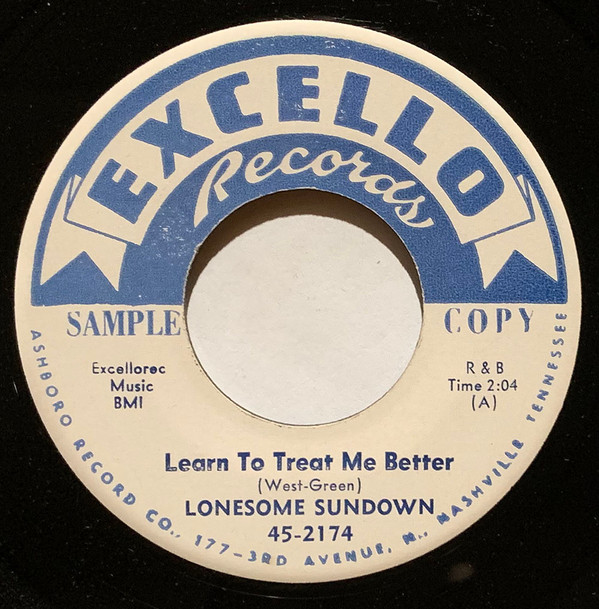 EXCELLO
Records
SAMPLE COPY
Excellorec
Music
BMI
R & B
Time 2:04
(A)
Learn To Treat Me Better
(West-Green)
LONESOME SUNDOWN
45-2174
ASHBORO RECORD CO., 177-3RD AVENUE, N., NASHVILLE TENNESSEE